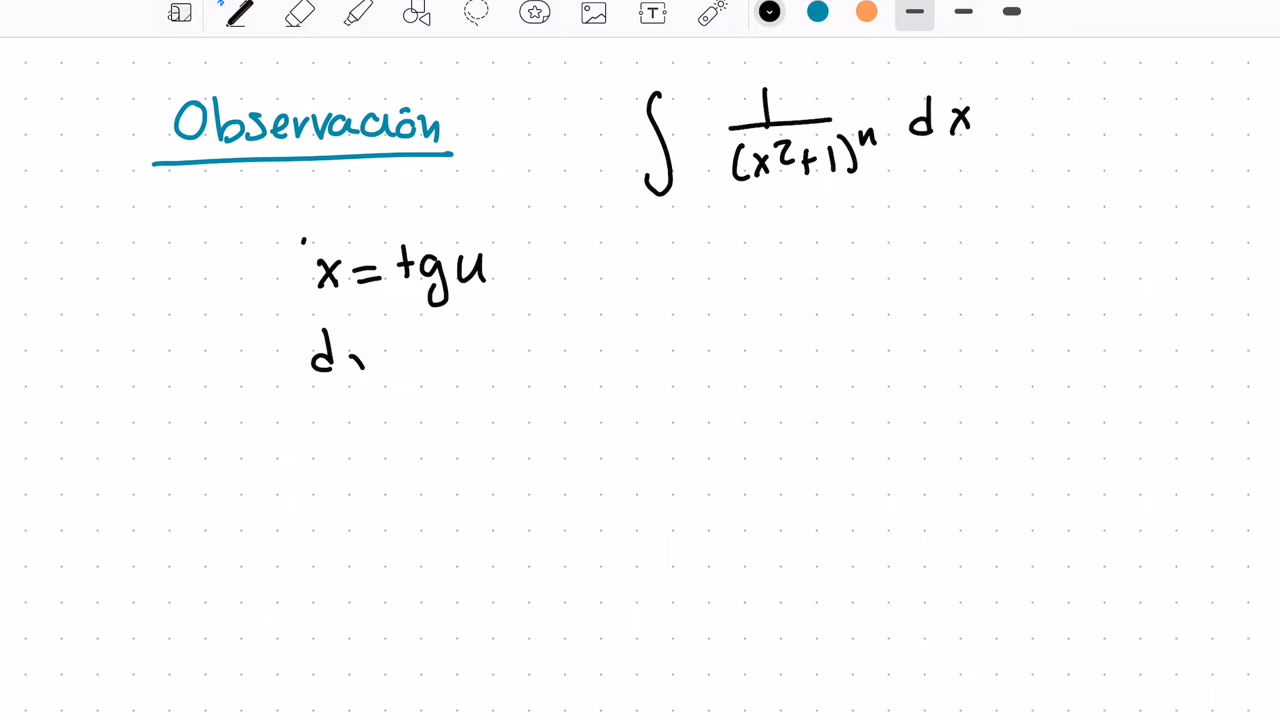 Observación
∫ 1/(x²+1)ⁿ dx
x = tg u
d